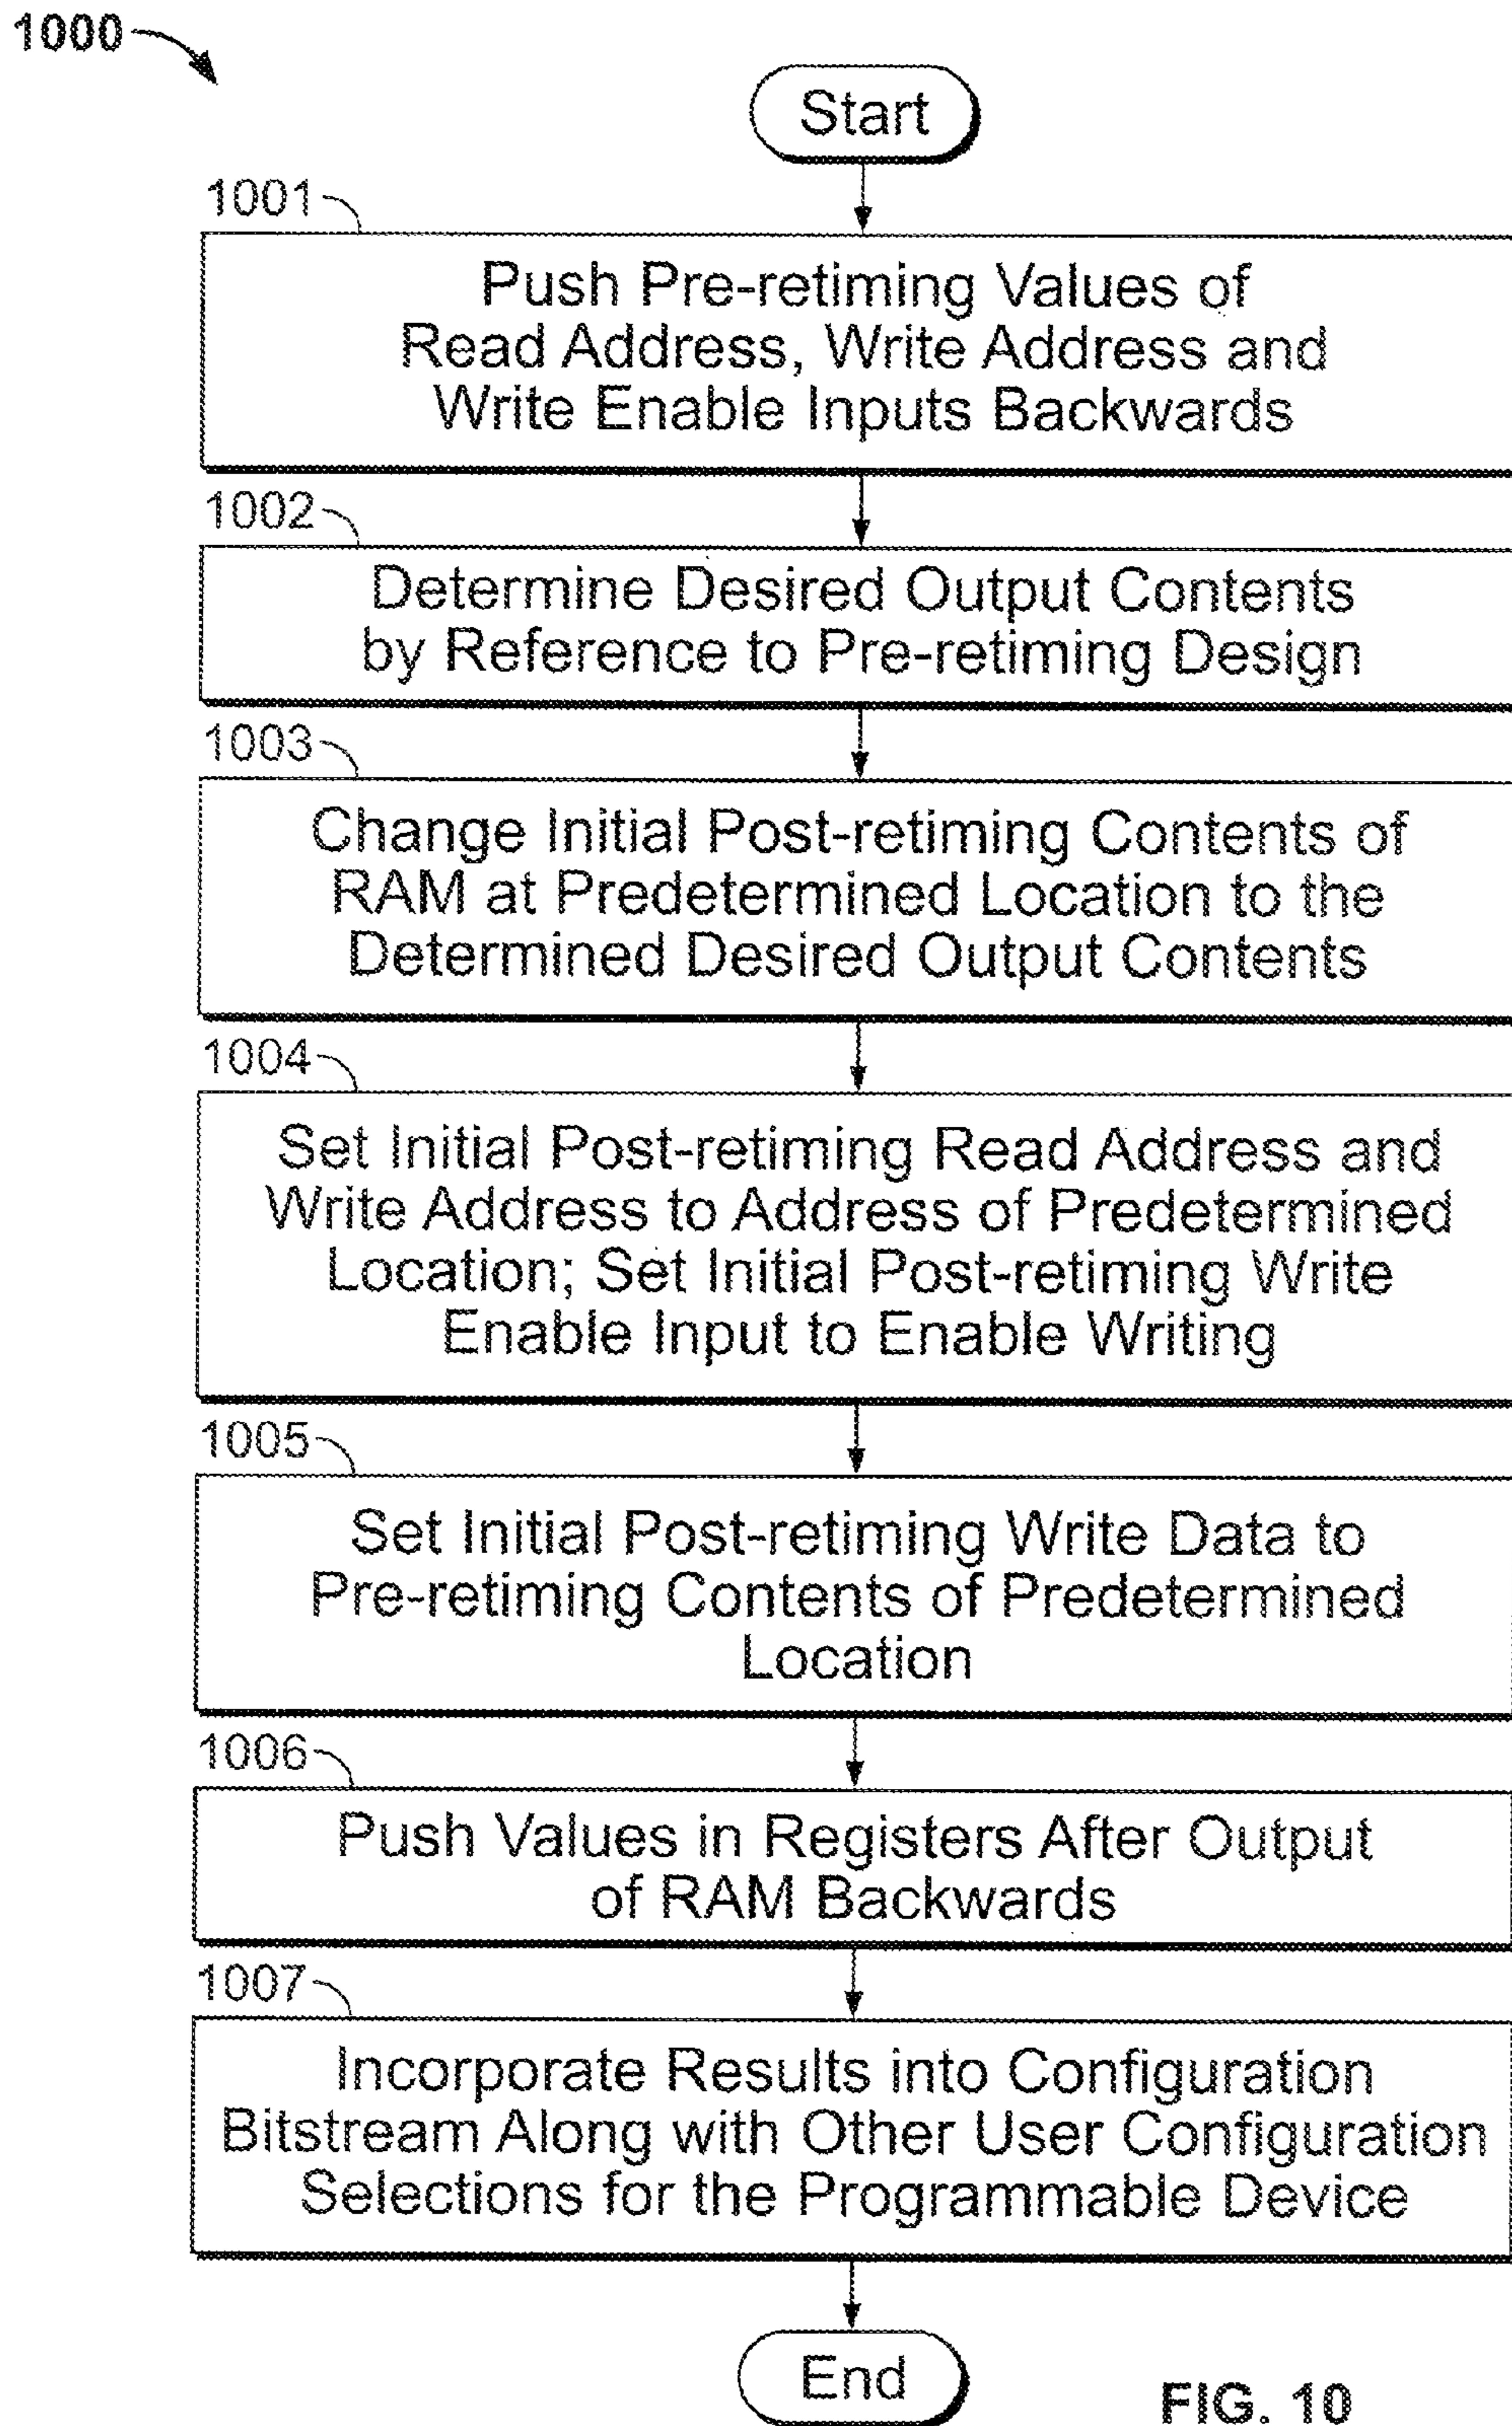 1000
Start
1001
Push Pre-retiming Values of
Read Address, Write Address and
Write Enable Inputs Backwards
1002
Determine Desired Output Contents
by Reference to Pre-retiming Design
1003
Change Initial Post-retiming Contents of
RAM at Predetermined Location to the
Determined Desired Output Contents
1004
Set Initial Post-retiming Read Address and
Write Address to Address of Predetermined
Location; Set Initial Post-retiming Write
Enable Input to Enable Writing
1005
Set Initial Post-retiming Write Data to
Pre-retiming Contents of Predetermined
Location
1006
Push Values in Registers After Output
of RAM Backwards
1007
Incorporate Results into Configuration
Bitstream Along with Other User Configuration
Selections for the Programmable Device
End
FIG. 10